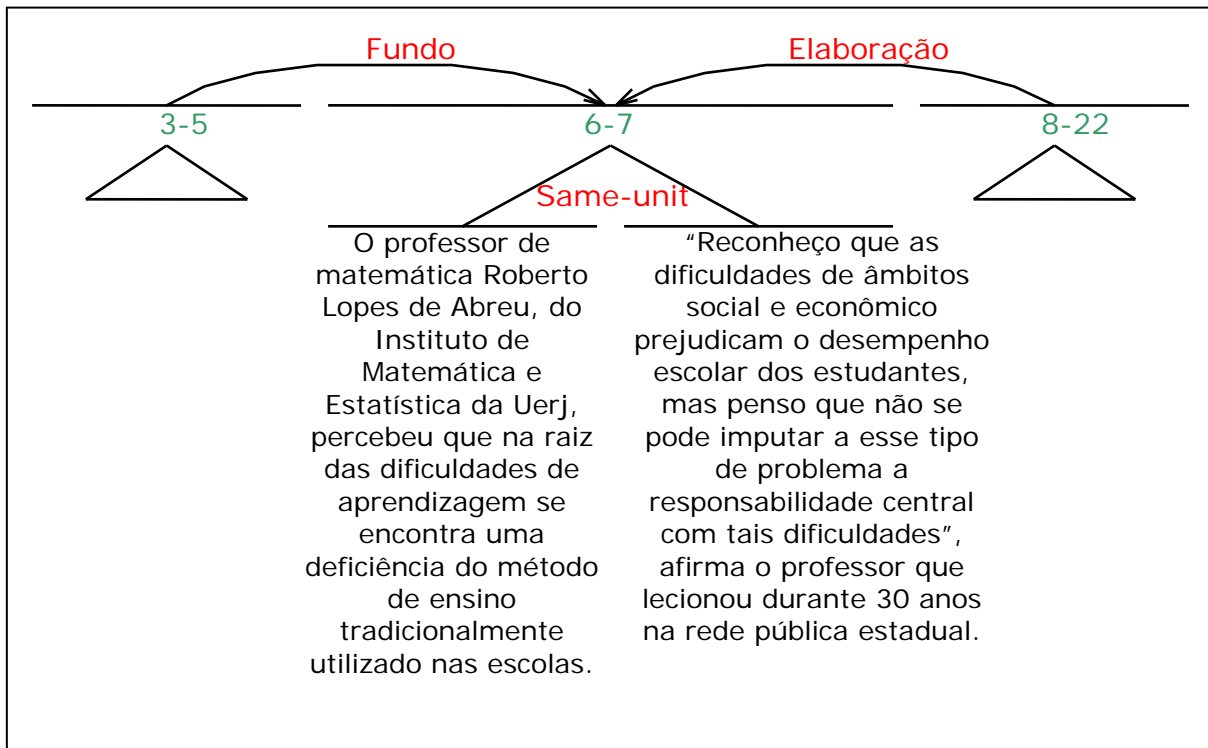 Fundo
Elaboração
3-5
6-7
8-22
Same-unit
O professor de
matemática Roberto
Lopes de Abreu, do
Instituto de
Matemática e
Estatística da Uerj,
percebeu que na raiz
das dificuldades de
aprendizagem se
encontra uma
deficiência do método
de ensino
tradicionalmente
utilizado nas escolas.
“Reconheço que as
dificuldades de âmbitos
social e econômico
prejudicam o desempenho
escolar dos estudantes,
mas penso que não se
pode imputar a esse tipo
de problema a
responsabilidade central
com tais dificuldades”,
afirma o professor que
lecionou durante 30 anos
na rede pública estadual.